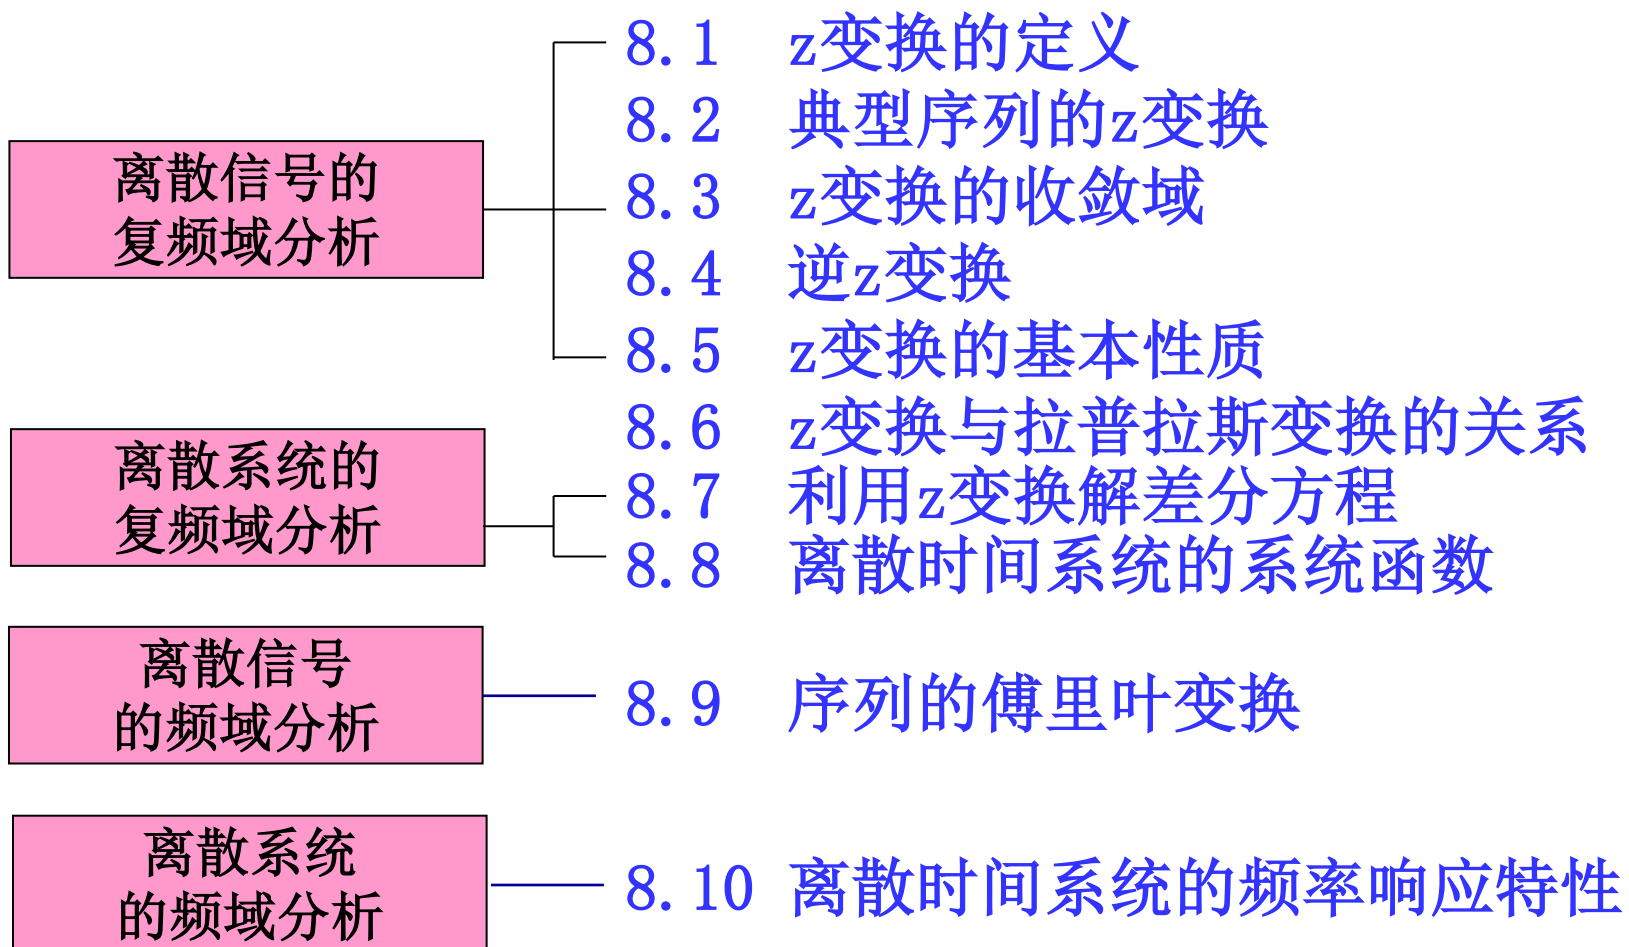 8.1 z变换的定义
8.2 典型序列的z变换
离散信号的
复频域分析
8.3 z变换的收敛域
8.4 逆z变换
8.5 z变换的基本性质
8.6 z变换与拉普拉斯变换的关系
离散系统的
复频域分析
8.7 利用z变换解差分方程
8.8 离散时间系统的系统函数
离散信号
的频域分析
8.9 序列的傅里叶变换
离散系统
的频域分析
8.10 离散时间系统的频率响应特性